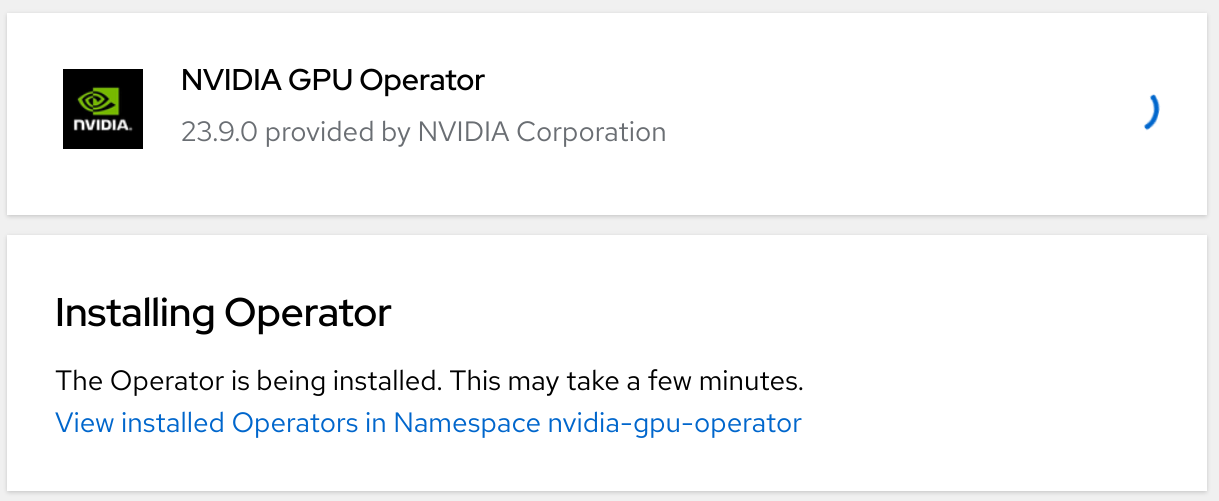 NVIDIA GPU Operator
NVIDIA.
23.9.0 provided by NVIDIA Corporation
Installing Operator
The Operator is being installed. This may take a few minutes.
View installed Operators in Namespace nvidia-gpu-operator